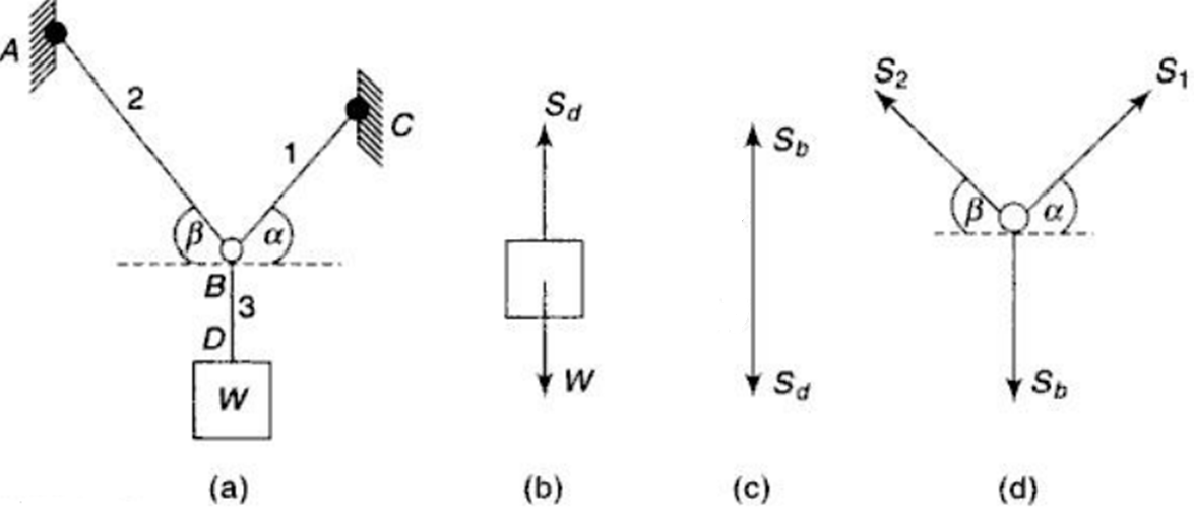 A
2
1
C
β
α
B
3
D
W
(a)
S_d
W
(b)
S_b
S_d
(c)
S_2
S_1
β
α
S_b
(d)